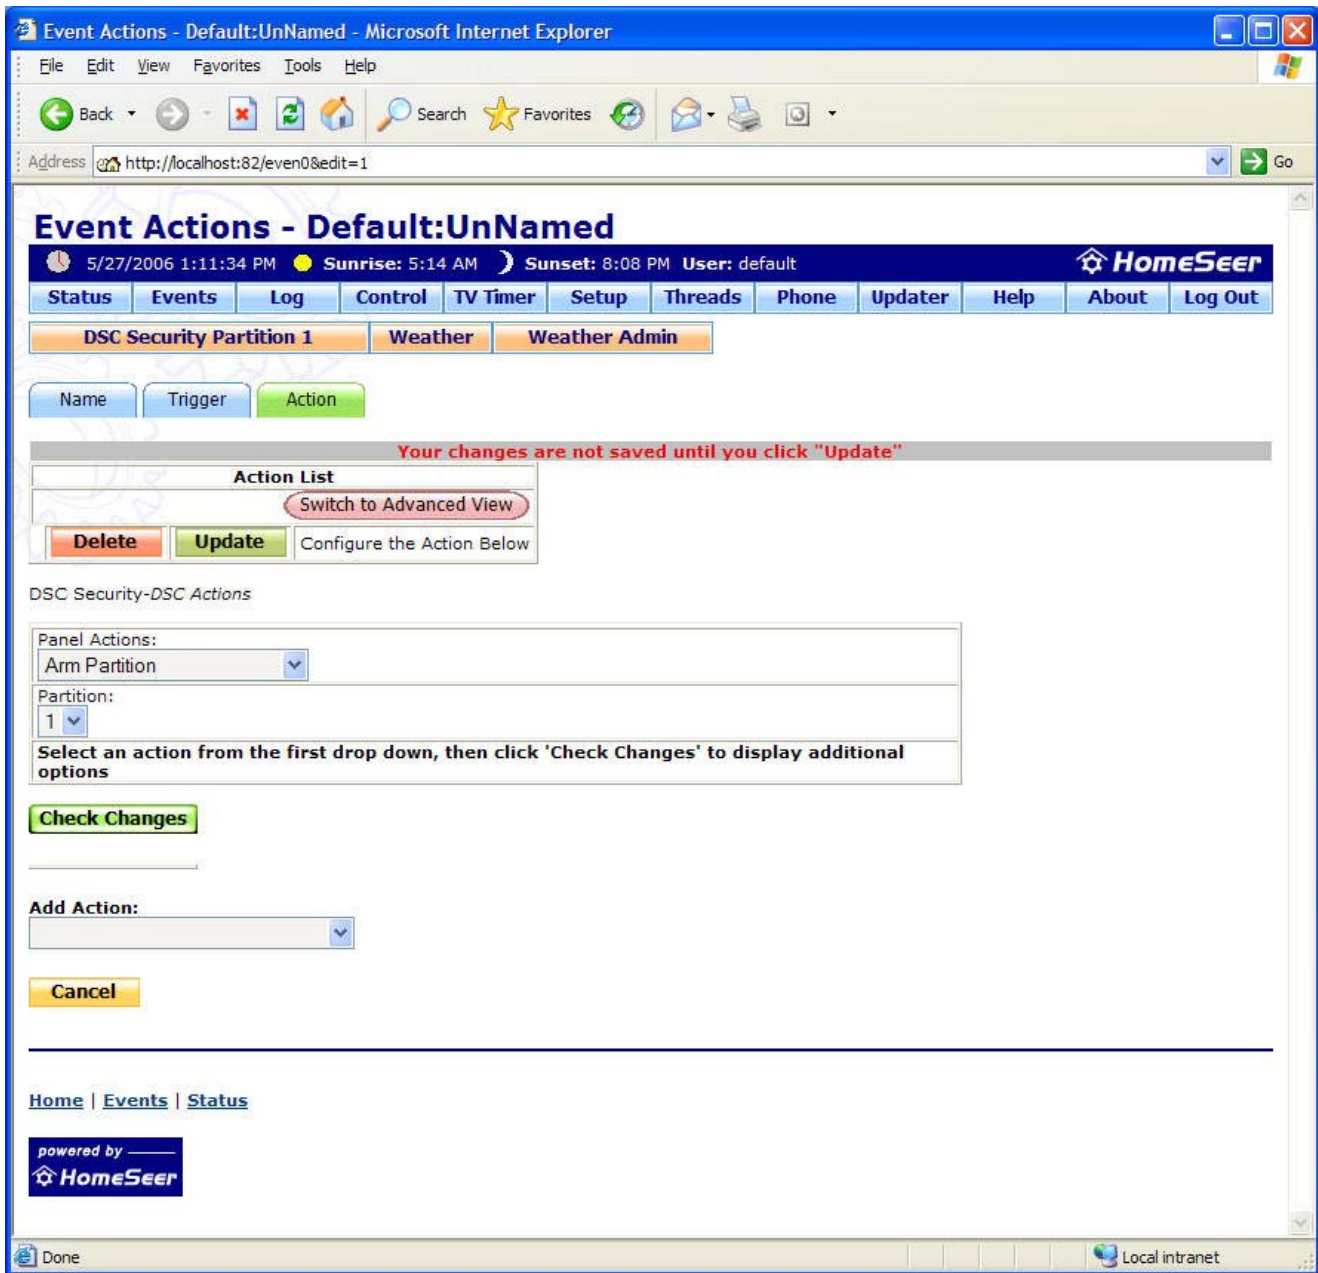 Event Actions - Default:UnNamed - Microsoft Internet Explorer
File Edit View Favorites Tools Help
Back Search Favorites
Address http://localhost:82/even0&edit=1 Go
Event Actions - Default:UnNamed
5/27/2006 1:11:34 PM Sunrise: 5:14 AM Sunset: 8:08 PM User: default HomeSeer
Status Events Log Control TV Timer Setup Threads Phone Updater Help About Log Out
DSC Security Partition 1 Weather Weather Admin
Name Trigger Action
Your changes are not saved until you click "Update"
Action List
Switch to Advanced View
Delete Update Configure the Action Below
DSC Security-DSC Actions
Panel Actions:
Arm Partition
Partition:
1
Select an action from the first drop down, then click 'Check Changes' to display additional
options
Check Changes
Add Action:
Cancel
Home | Events | Status
powered by
HomeSeer
Done Local intranet